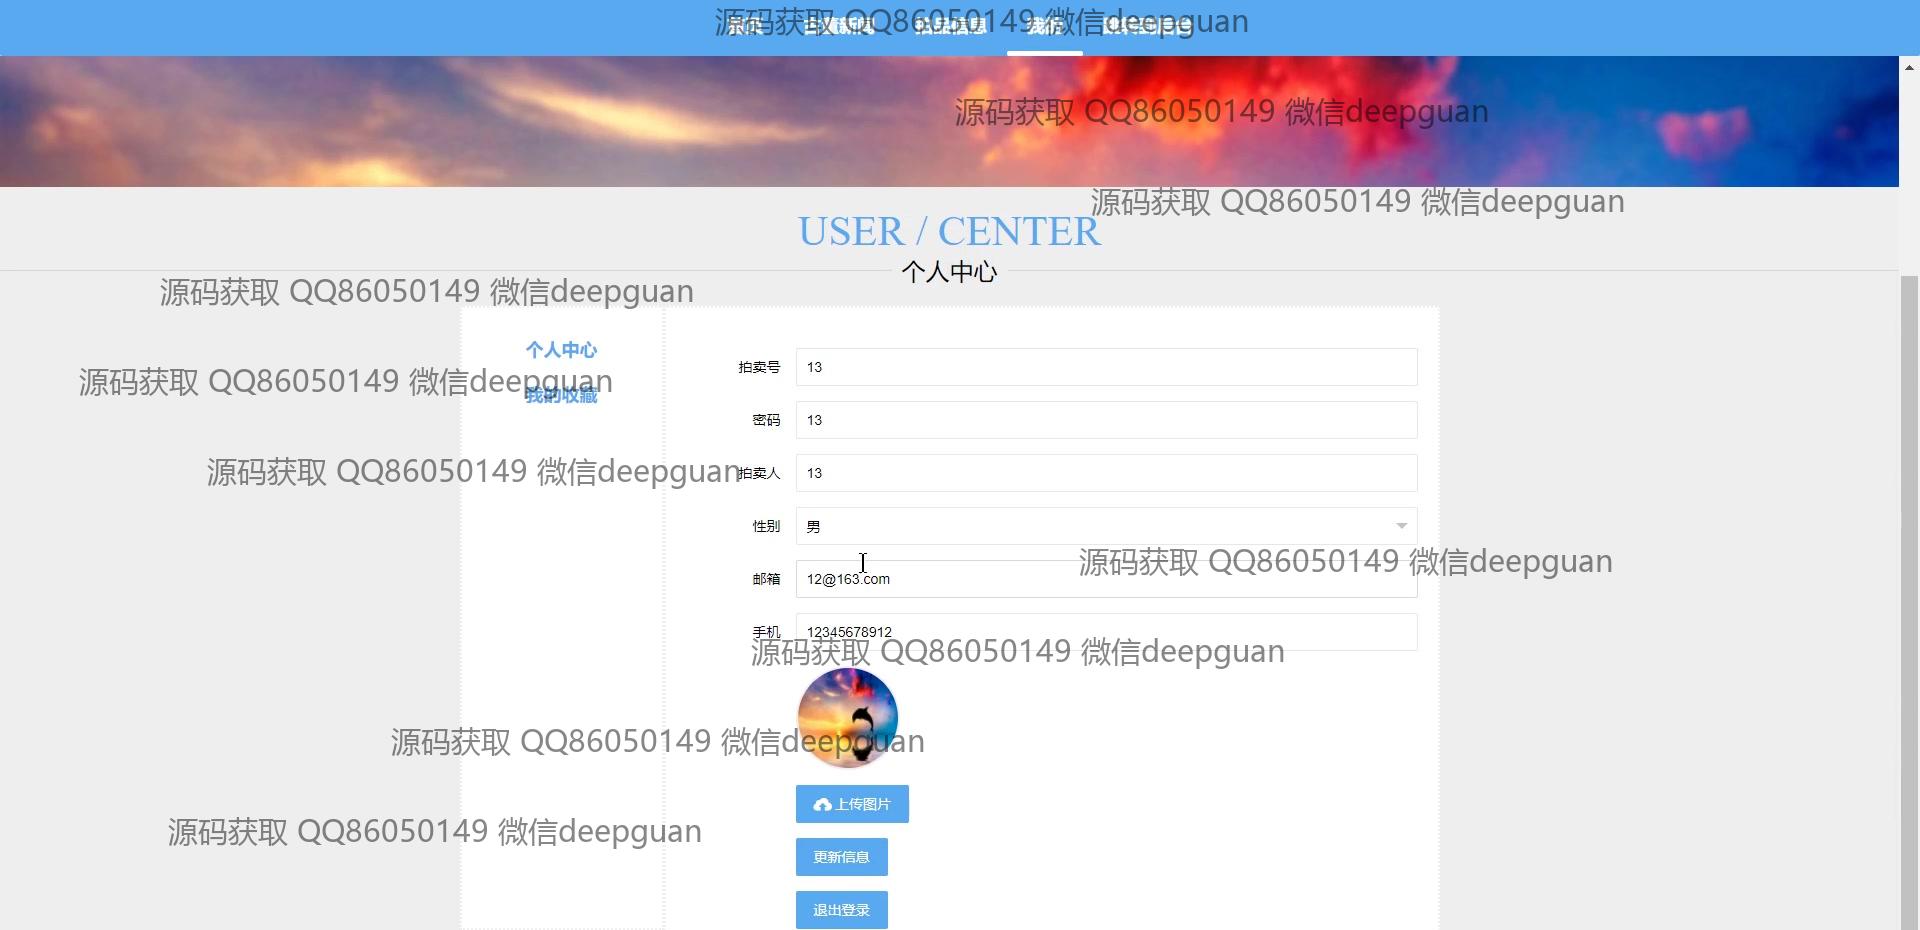 源码获取 QQ86050149 微信deepguan
源码获取 QQ86050149 微信deepguan
源码获取 QQ86050149 微信deepguan
USER / CENTER
个人中心
源码获取 QQ86050149 微信deepguan
个人中心
源码获取 QQ86050149 微信deepguan
我的收藏
拍卖号 13
密码 13
源码获取 QQ86050149 微信deepguan
拍卖人 13
性别 男
源码获取 QQ86050149 微信deepguan
邮箱 12@163.com
手机 12345678912
源码获取 QQ86050149 微信deepguan
源码获取 QQ86050149 微信deepguan
上传图片
源码获取 QQ86050149 微信deepguan
更新信息
退出登录